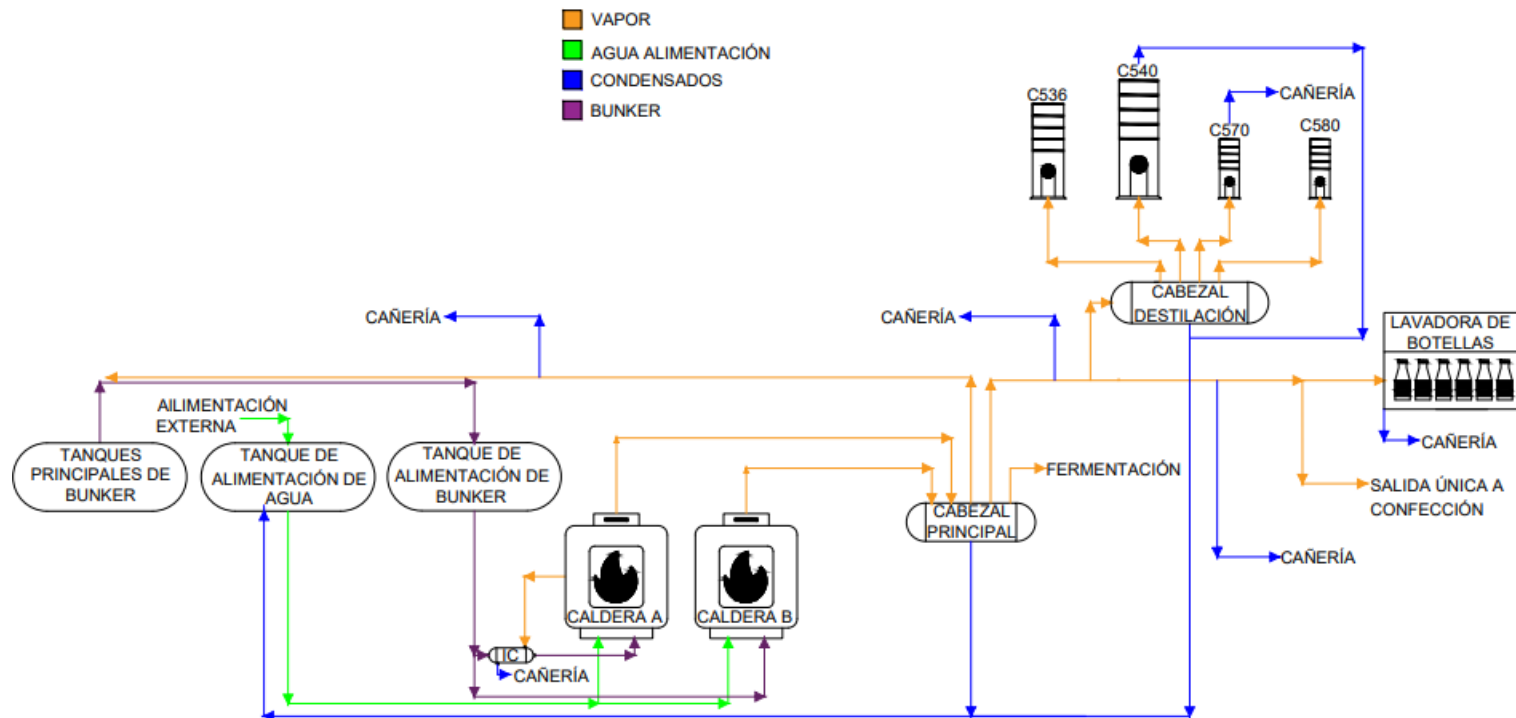 VAPOR
AGUA ALIMENTACIÓN
CONDENSADOS
BUNKER
C540
C536
CAÑERÍA
C570
C580
CABEZAL
DESTILACIÓN
CAÑERÍA
CAÑERÍA
LAVADORA DE
BOTELLAS
AILIMENTACIÓN
EXTERNA
CAÑERÍA
TANQUES
PRINCIPALES DE
BUNKER
TANQUE DE
ALIMENTACIÓN DE
AGUA
TANQUE DE
ALIMENTACIÓN DE
BUNKER
FERMENTACIÓN
SALIDA ÚNICA A
CONFECCIÓN
CABEZAL
PRINCIPAL
CAÑERÍA
CALDERA A
CALDERA B
IC
CAÑERÍA